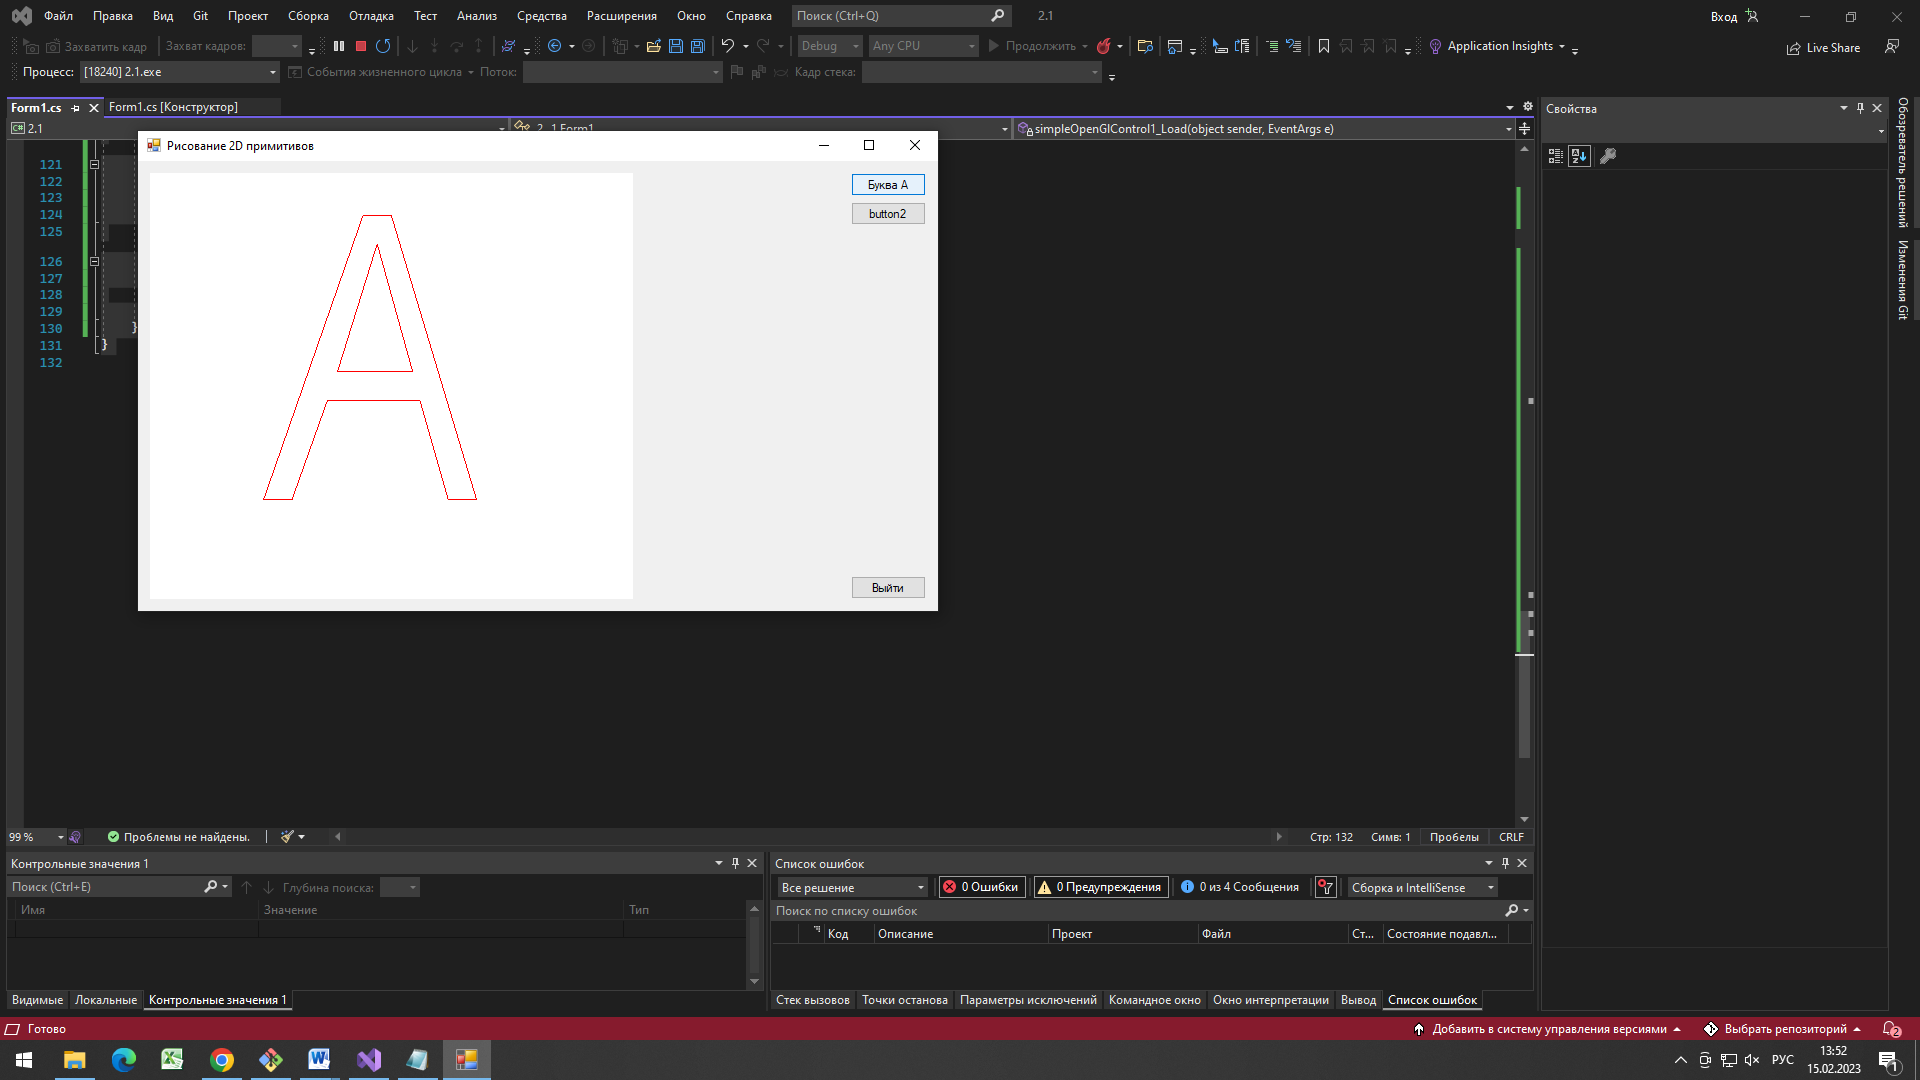 Файл Правка Вид Git Проект Сборка Отладка Тест Анализ Средства Расширения Окно Справка Поиск (Ctrl+Q) 2.1 Вход
Захватить кадр Захват кадров: Debug Any CPU Продолжить Application Insights Live Share
Процесс: [18240] 2.1.exe События жизненного цикла Поток: Кадр стека:
Form1.cs Form1.cs [Конструктор]
C# 2.1 simpleOpenGlControl1_Load(object sender, EventArgs e)
Свойства
Обозреватель решений
Изменения Git
121
122
123
124
125
126
127
128
129
130 }
131 }
132
Рисование 2D примитивов
Буква А
button2
A
Выйти
99 % Проблемы не найдены. Стр: 132 Симв: 1 Пробелы CRLF
Контрольные значения 1
Поиск (Ctrl+E) Глубина поиска:
Имя Значение Тип
Видимые Локальные Контрольные значения 1
Список ошибок
Все решение 0 Ошибки 0 Предупреждения 0 из 4 Сообщения Сборка и IntelliSense
Поиск по списку ошибок
Код Описание Проект Файл Ст... Состояние подавл...
Стек вызовов Точки останова Параметры исключений Командное окно Окно интерпретации Вывод Список ошибок
Готово Добавить в систему управления версиями Выбрать репозиторий 2
РУС 13:52
15.02.2023 1